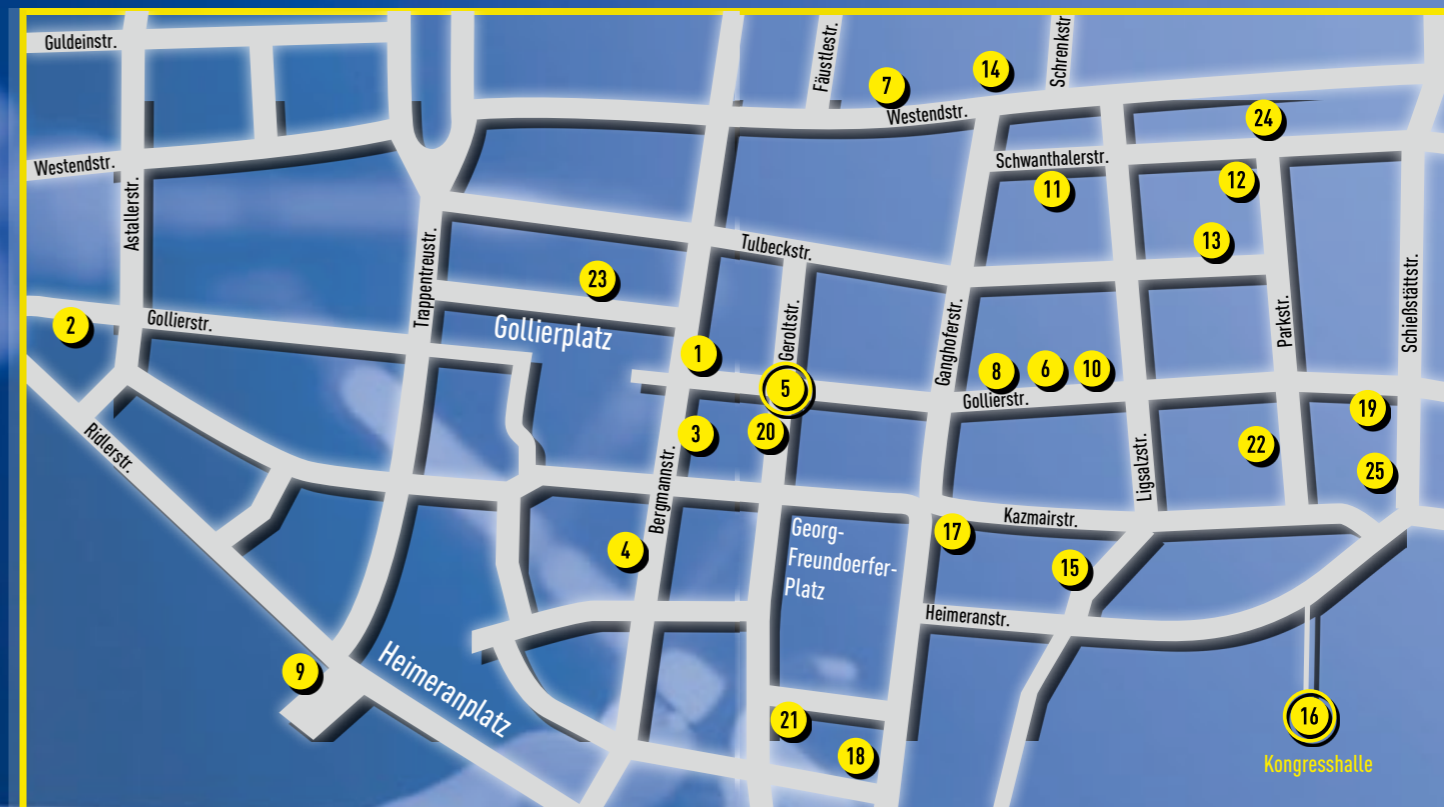 Guldeinstr.
Fäustlestr.
Schrenkstr
14
7
Westendstr.
24
Westendstr.
Schwanthalerstr.
12
11
Astallerstr.
13
Tulbeckstr.
Trappentreustr.
23
2
Gollierstr.
Gollierplatz
Geroltstr.
Ganghoferstr.
Parkstr.
Schießstättstr.
1
5
8
6
10
Gollierstr.
19
3
20
22
Ridlerstr.
25
Bergmannstr.
Ligsalzstr.
Kazmairstr.
17
4
Georg-
Freundoerfer-
Platz
15
Heimeranstr.
9
Heimeranplatz
21
18
16
Kongresshalle